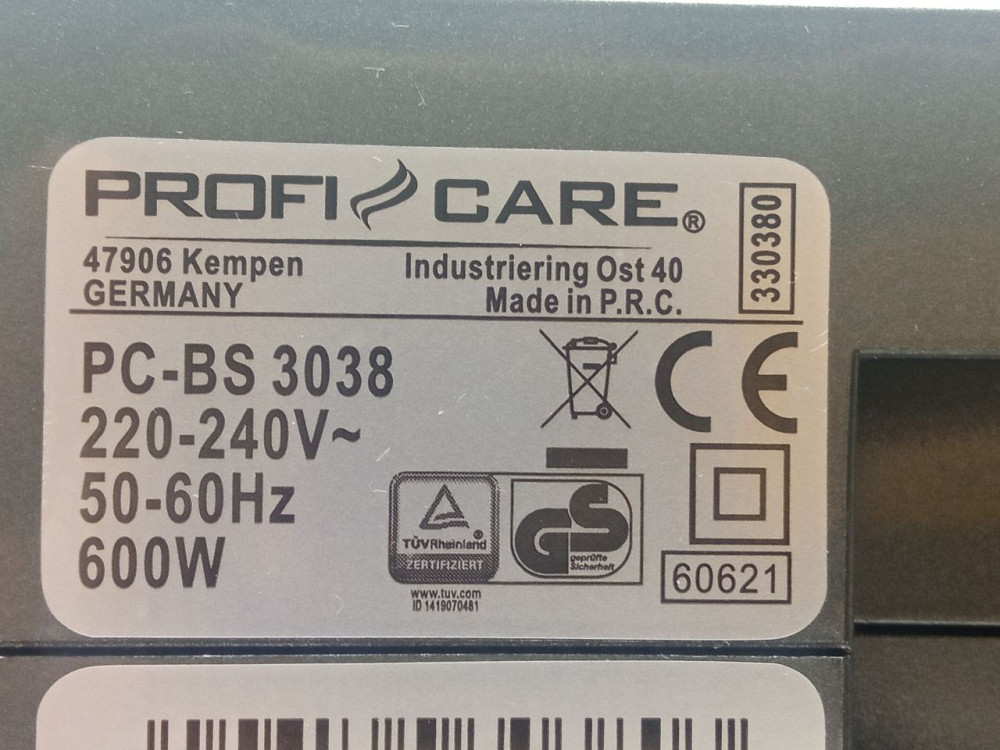 PROFI CARE®
330380
47906 Kempen
GERMANY
Industriering Ost 40
Made in P.R.C.
PC-BS 3038
220-240V~
50-60Hz
600W
CE
TÜVRheinland®
ZERTIFIZIERT
GS
geprüfte
Sicherheit
www.tuv.com
ID 1419070481
60621